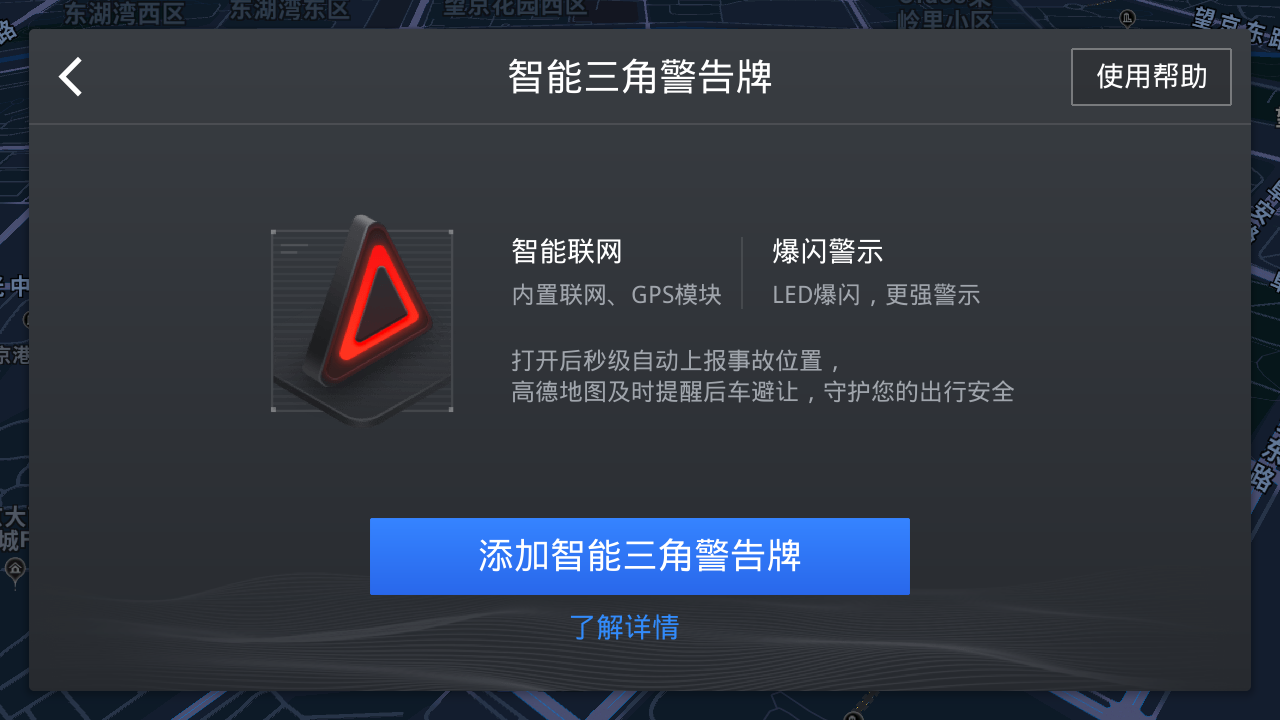 东湖湾西区
东湖湾东区
望京花园西区
岭里小区
望京东路
智能三角警告牌
使用帮助
智能联网
内置联网、GPS模块
爆闪警示
LED爆闪，更强警示
打开后秒级自动上报事故位置，
高德地图及时提醒后车避让，守护您的出行安全
添加智能三角警告牌
了解详情